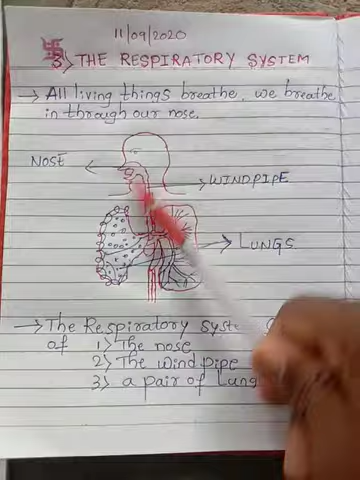 11/09/2020
3> THE RESPIRATORY SYSTEM
→ All living things breathe. we breathe
in through our nose.
NOSE
WINDPIPE
LUNGS
→ The Respiratory Syste
of 1> The nose
2> The wind pipe
3> a pair of Lung